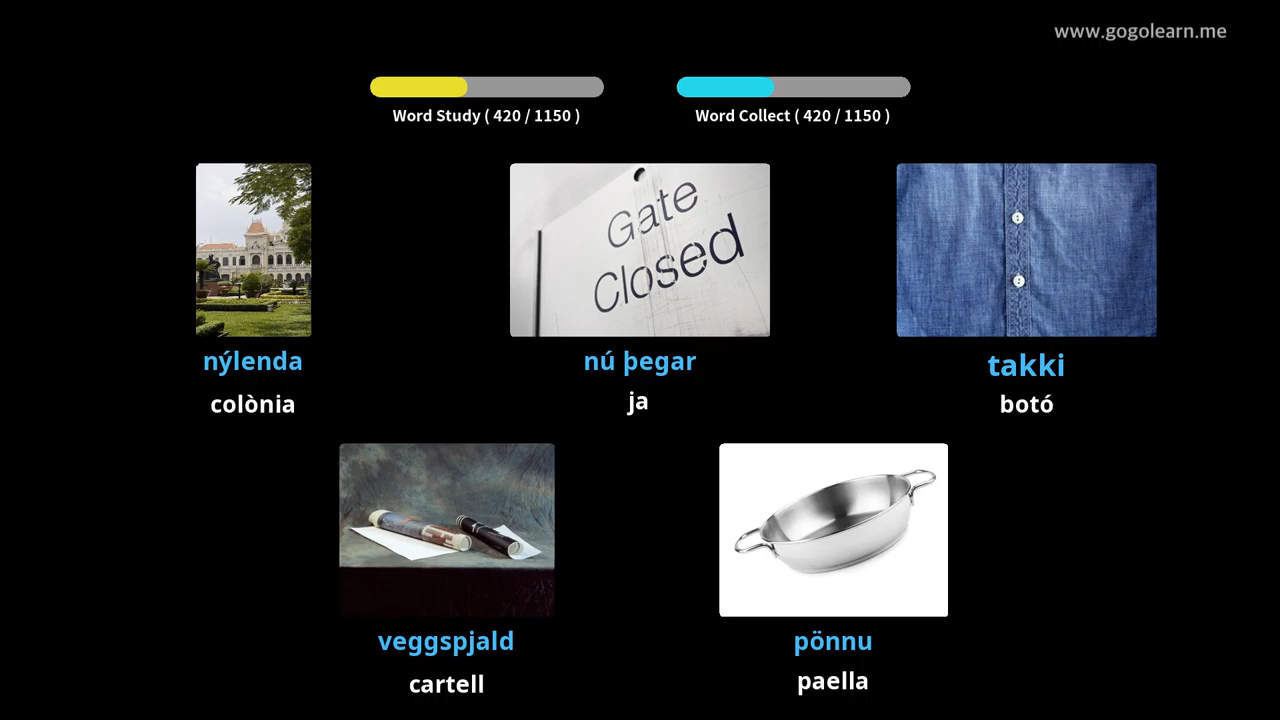 www.gogolearn.me
Word Study ( 420 / 1150 )
Word Collect ( 420 / 1150 )
Gate
Closed
nýlenda
nú þegar
takki
colònia
ja
botó
veggspjald
pönnu
cartell
paella